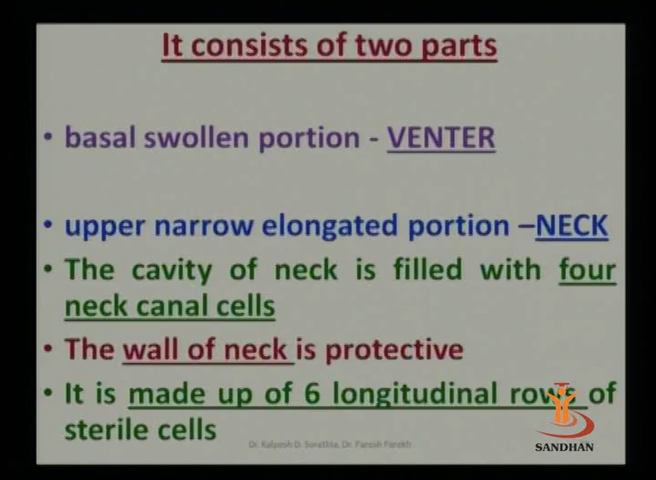 It consists of two parts
• basal swollen portion - VENTER
• upper narrow elongated portion –NECK
• The cavity of neck is filled with four
neck canal cells
• The wall of neck is protective
• It is made up of 6 longitudinal rows of
sterile cells
Dr. Kalpesh D. Sorathia, Dr. Paresh Parekh
SANDHAN